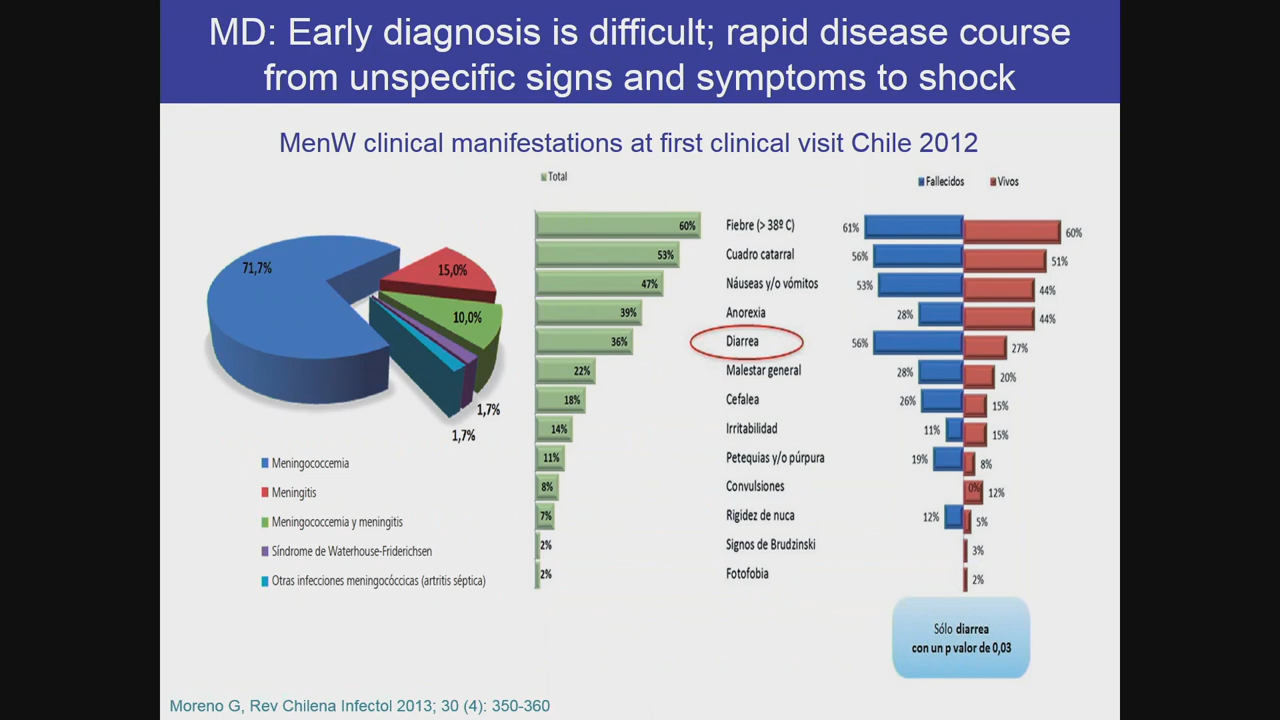 MD: Early diagnosis is difficult; rapid disease course
from unspecific signs and symptoms to shock
MenW clinical manifestations at first clinical visit Chile 2012
71,7%
15,0%
10,0%
1,7%
1,7%
Meningococcemia
Meningitis
Meningococcemia y meningitis
Síndrome de Waterhouse-Friderichsen
Otras infecciones meningocóccicas (artritis séptica)
Total
Fallecidos Vivos
60% Fiebre (> 38º C) 61% 60%
53% Cuadro catarral 56% 51%
47% Náuseas y/o vómitos 53% 44%
39% Anorexia 28% 44%
36% Diarrea 56% 27%
22% Malestar general 28% 20%
18% Cefalea 26% 15%
14% Irritabilidad 11% 15%
11% Petequias y/o púrpura 19% 8%
8% Convulsiones 0% 12%
7% Rigidez de nuca 12% 5%
2% Signos de Brudzinski 3%
2% Fotofobia 2%
Sólo diarrea
con un p valor de 0,03
Moreno G, Rev Chilena Infectol 2013; 30 (4): 350-360